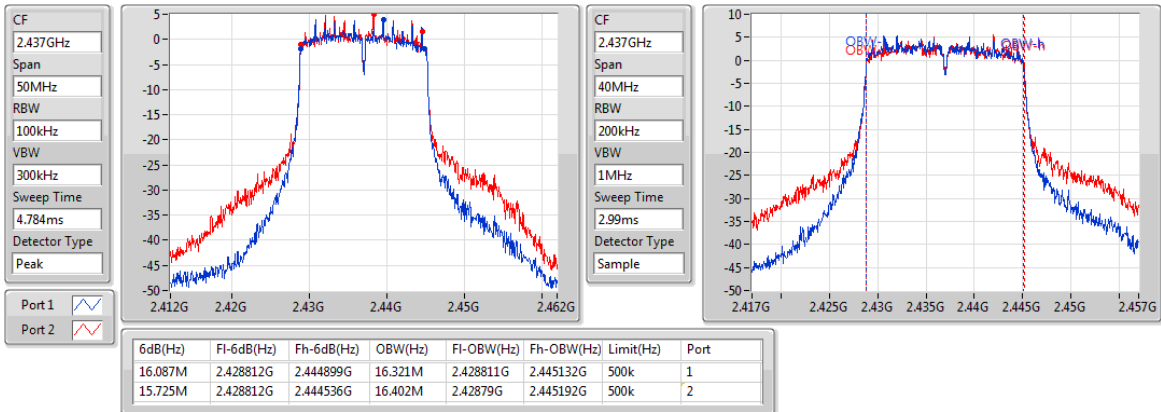 CF
2.437GHz
Span
50MHz
RBW
100kHz
VBW
300kHz
Sweep Time
4.784ms
Detector Type
Peak
Port 1
Port 2
5
0
-5
-10
-15
-20
-25
-30
-35
-40
-45
-50
2.412G 2.42G 2.43G 2.44G 2.45G 2.462G
CF
2.437GHz
Span
40MHz
RBW
200kHz
VBW
1MHz
Sweep Time
2.99ms
Detector Type
Sample
10
5
0
-5
-10
-15
-20
-25
-30
-35
-40
-45
-50
OBW-
OBW
OBW-h
2.417G 2.425G 2.43G 2.435G 2.44G 2.445G 2.45G 2.457G
6dB(Hz) Fl-6dB(Hz) Fh-6dB(Hz) OBW(Hz) Fl-OBW(Hz) Fh-OBW(Hz) Limit(Hz) Port
16.087M 2.428812G 2.444899G 16.321M 2.428811G 2.445132G 500k 1
15.725M 2.428812G 2.444536G 16.402M 2.42879G 2.445192G 500k 2